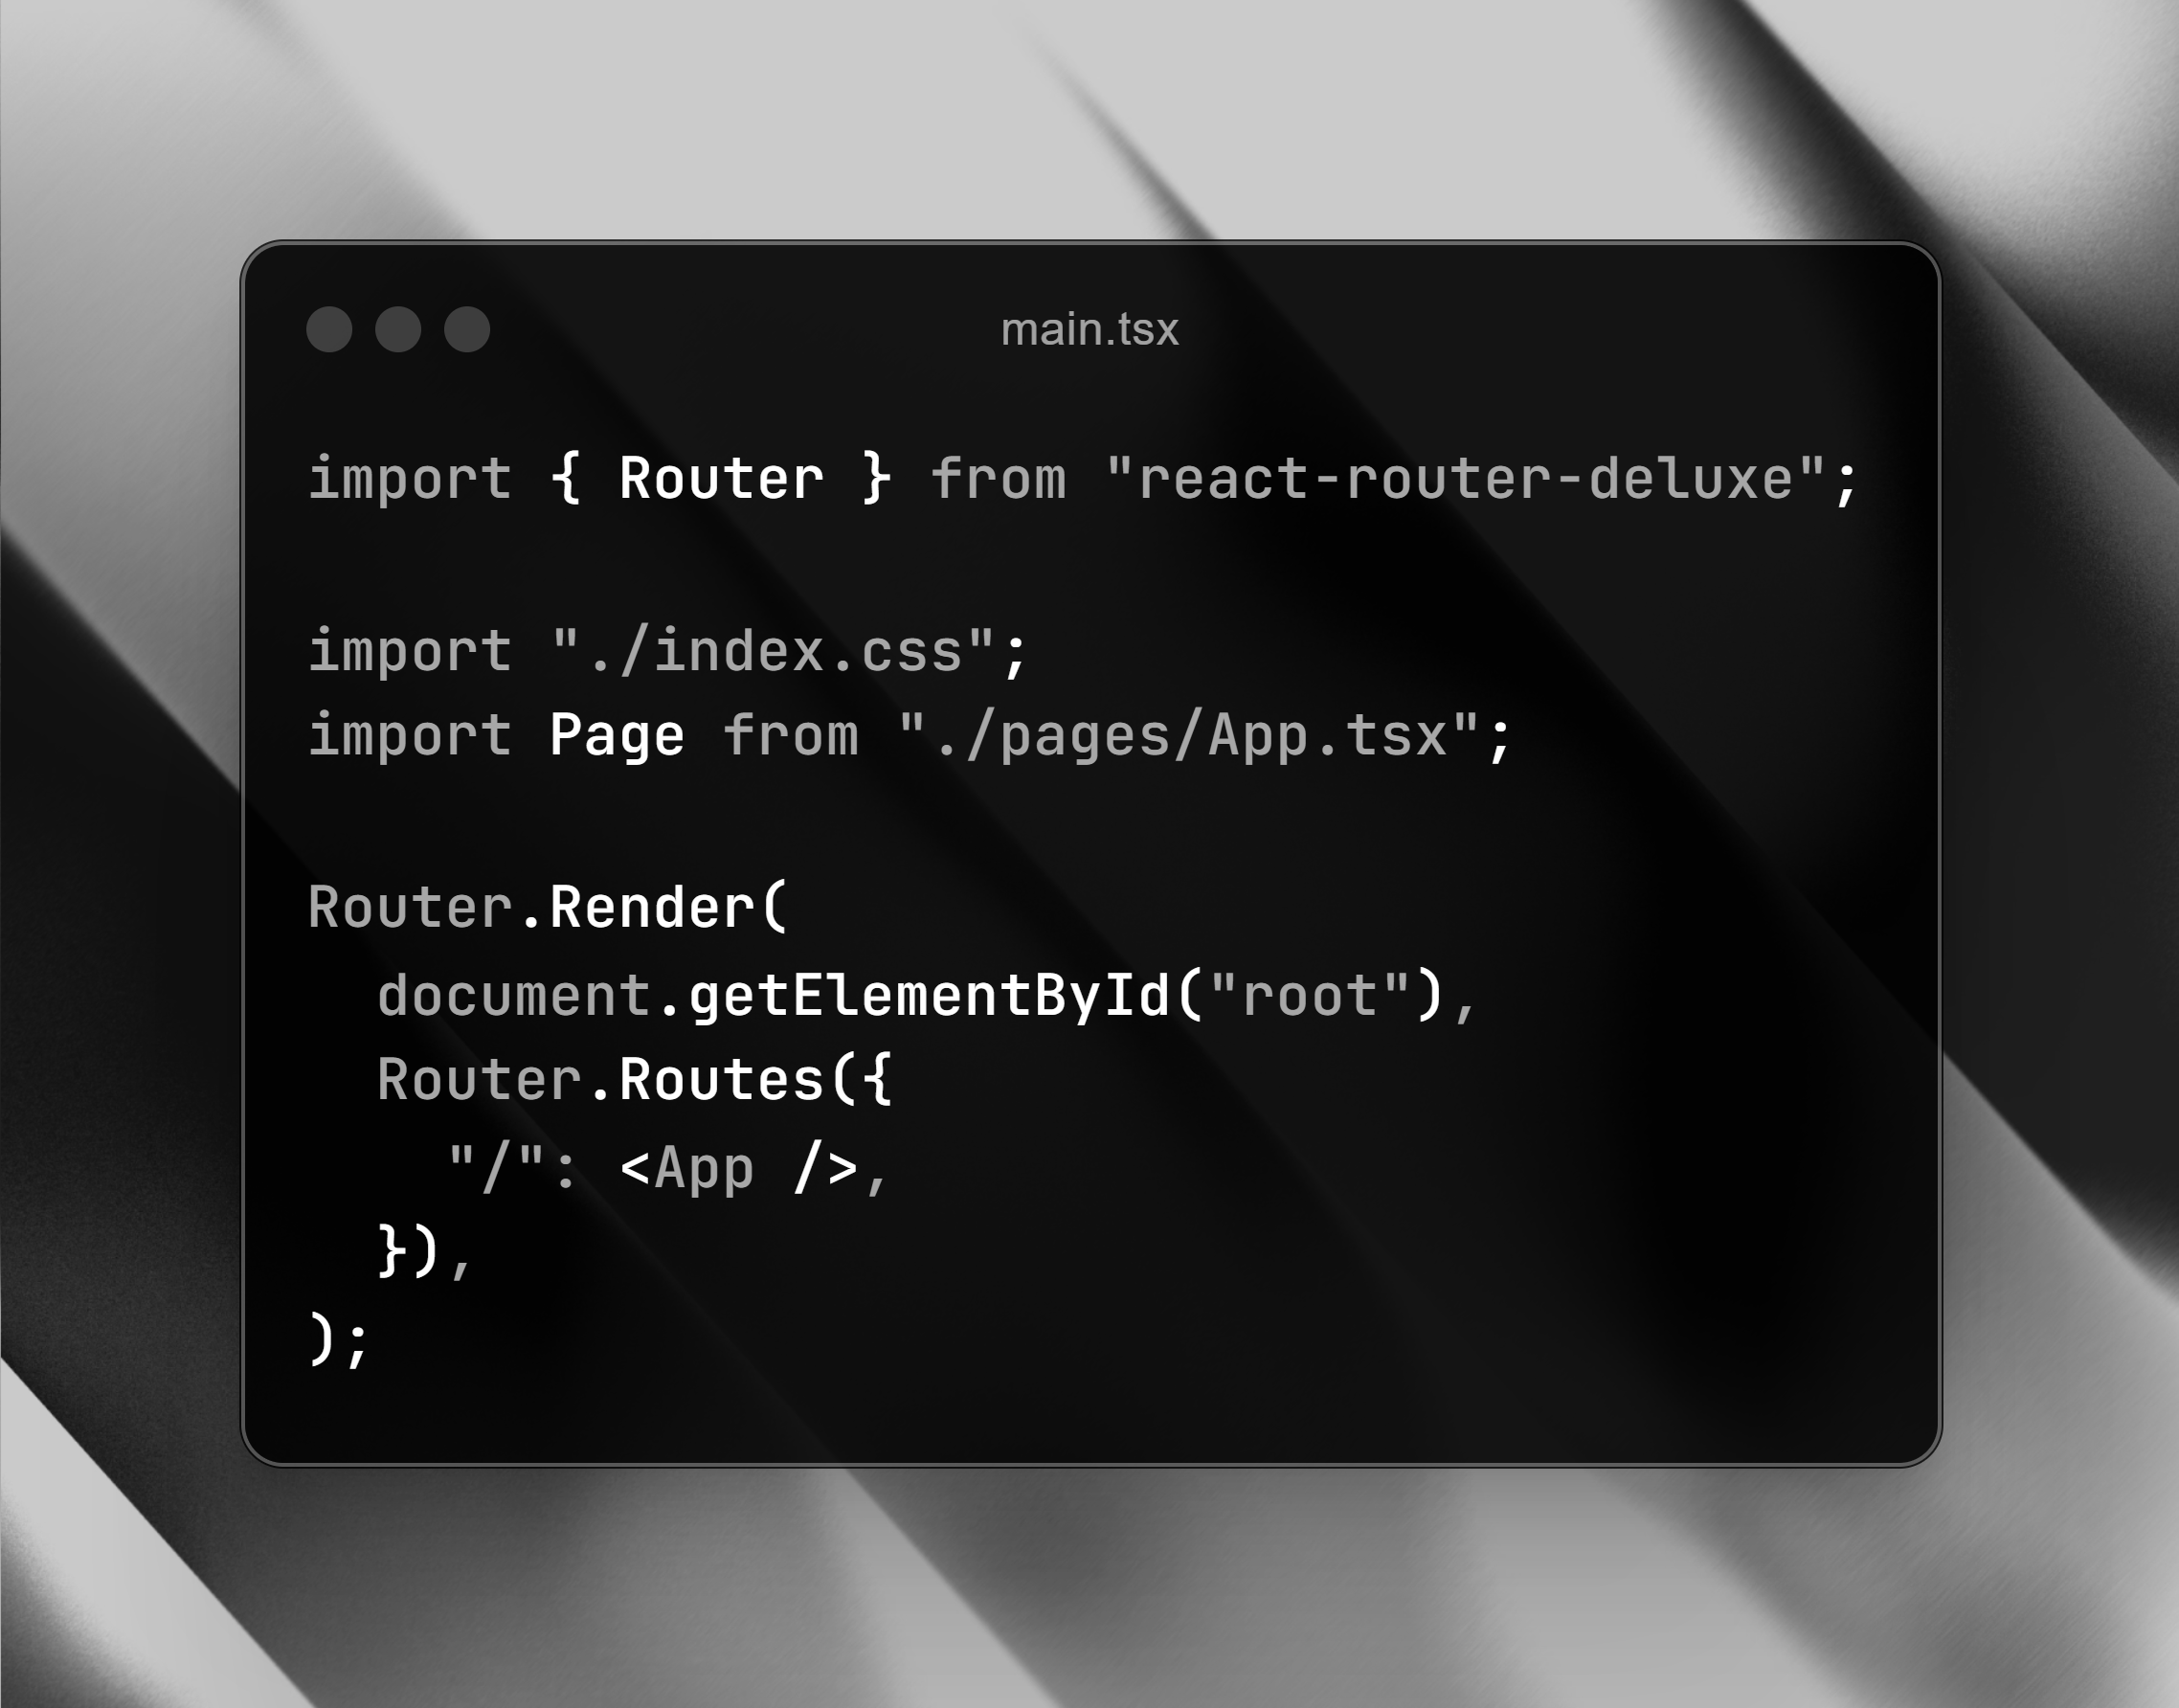 main.tsx
import { Router } from "react-router-deluxe";
import "./index.css";
import Page from "./pages/App.tsx";
Router.Render(
  document.getElementById("root"),
  Router.Routes({
    "/": <App />,
  }),
);